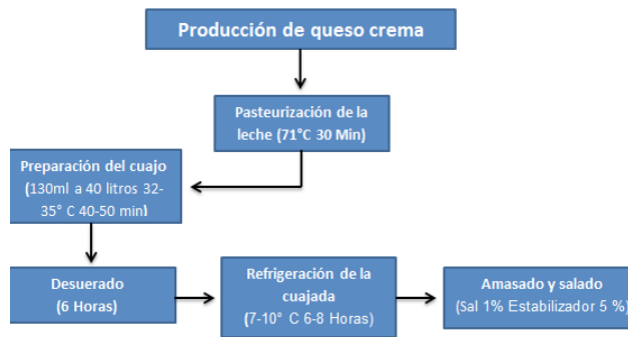 Producción de queso crema
Pasteurización de la
leche (71°C 30 Min)
Preparación del cuajo
(130ml a 40 litros 32-
35° C 40-50 min)
Desuerado
(6 Horas)
Refrigeración de la
cuajada
(7-10° C 6-8 Horas)
Amasado y salado
(Sal 1% Estabilizador 5 %)